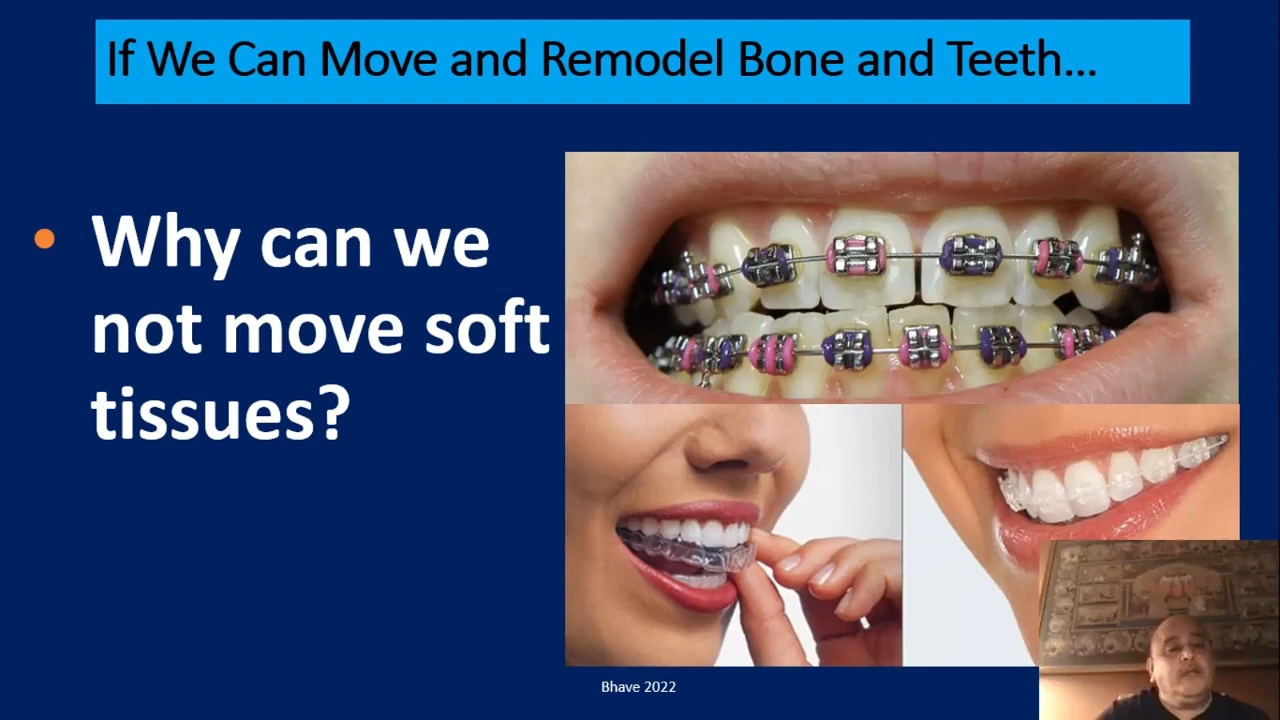 If We Can Move and Remodel Bone and Teeth...
• Why can we
not move soft
tissues?
Bhave 2022